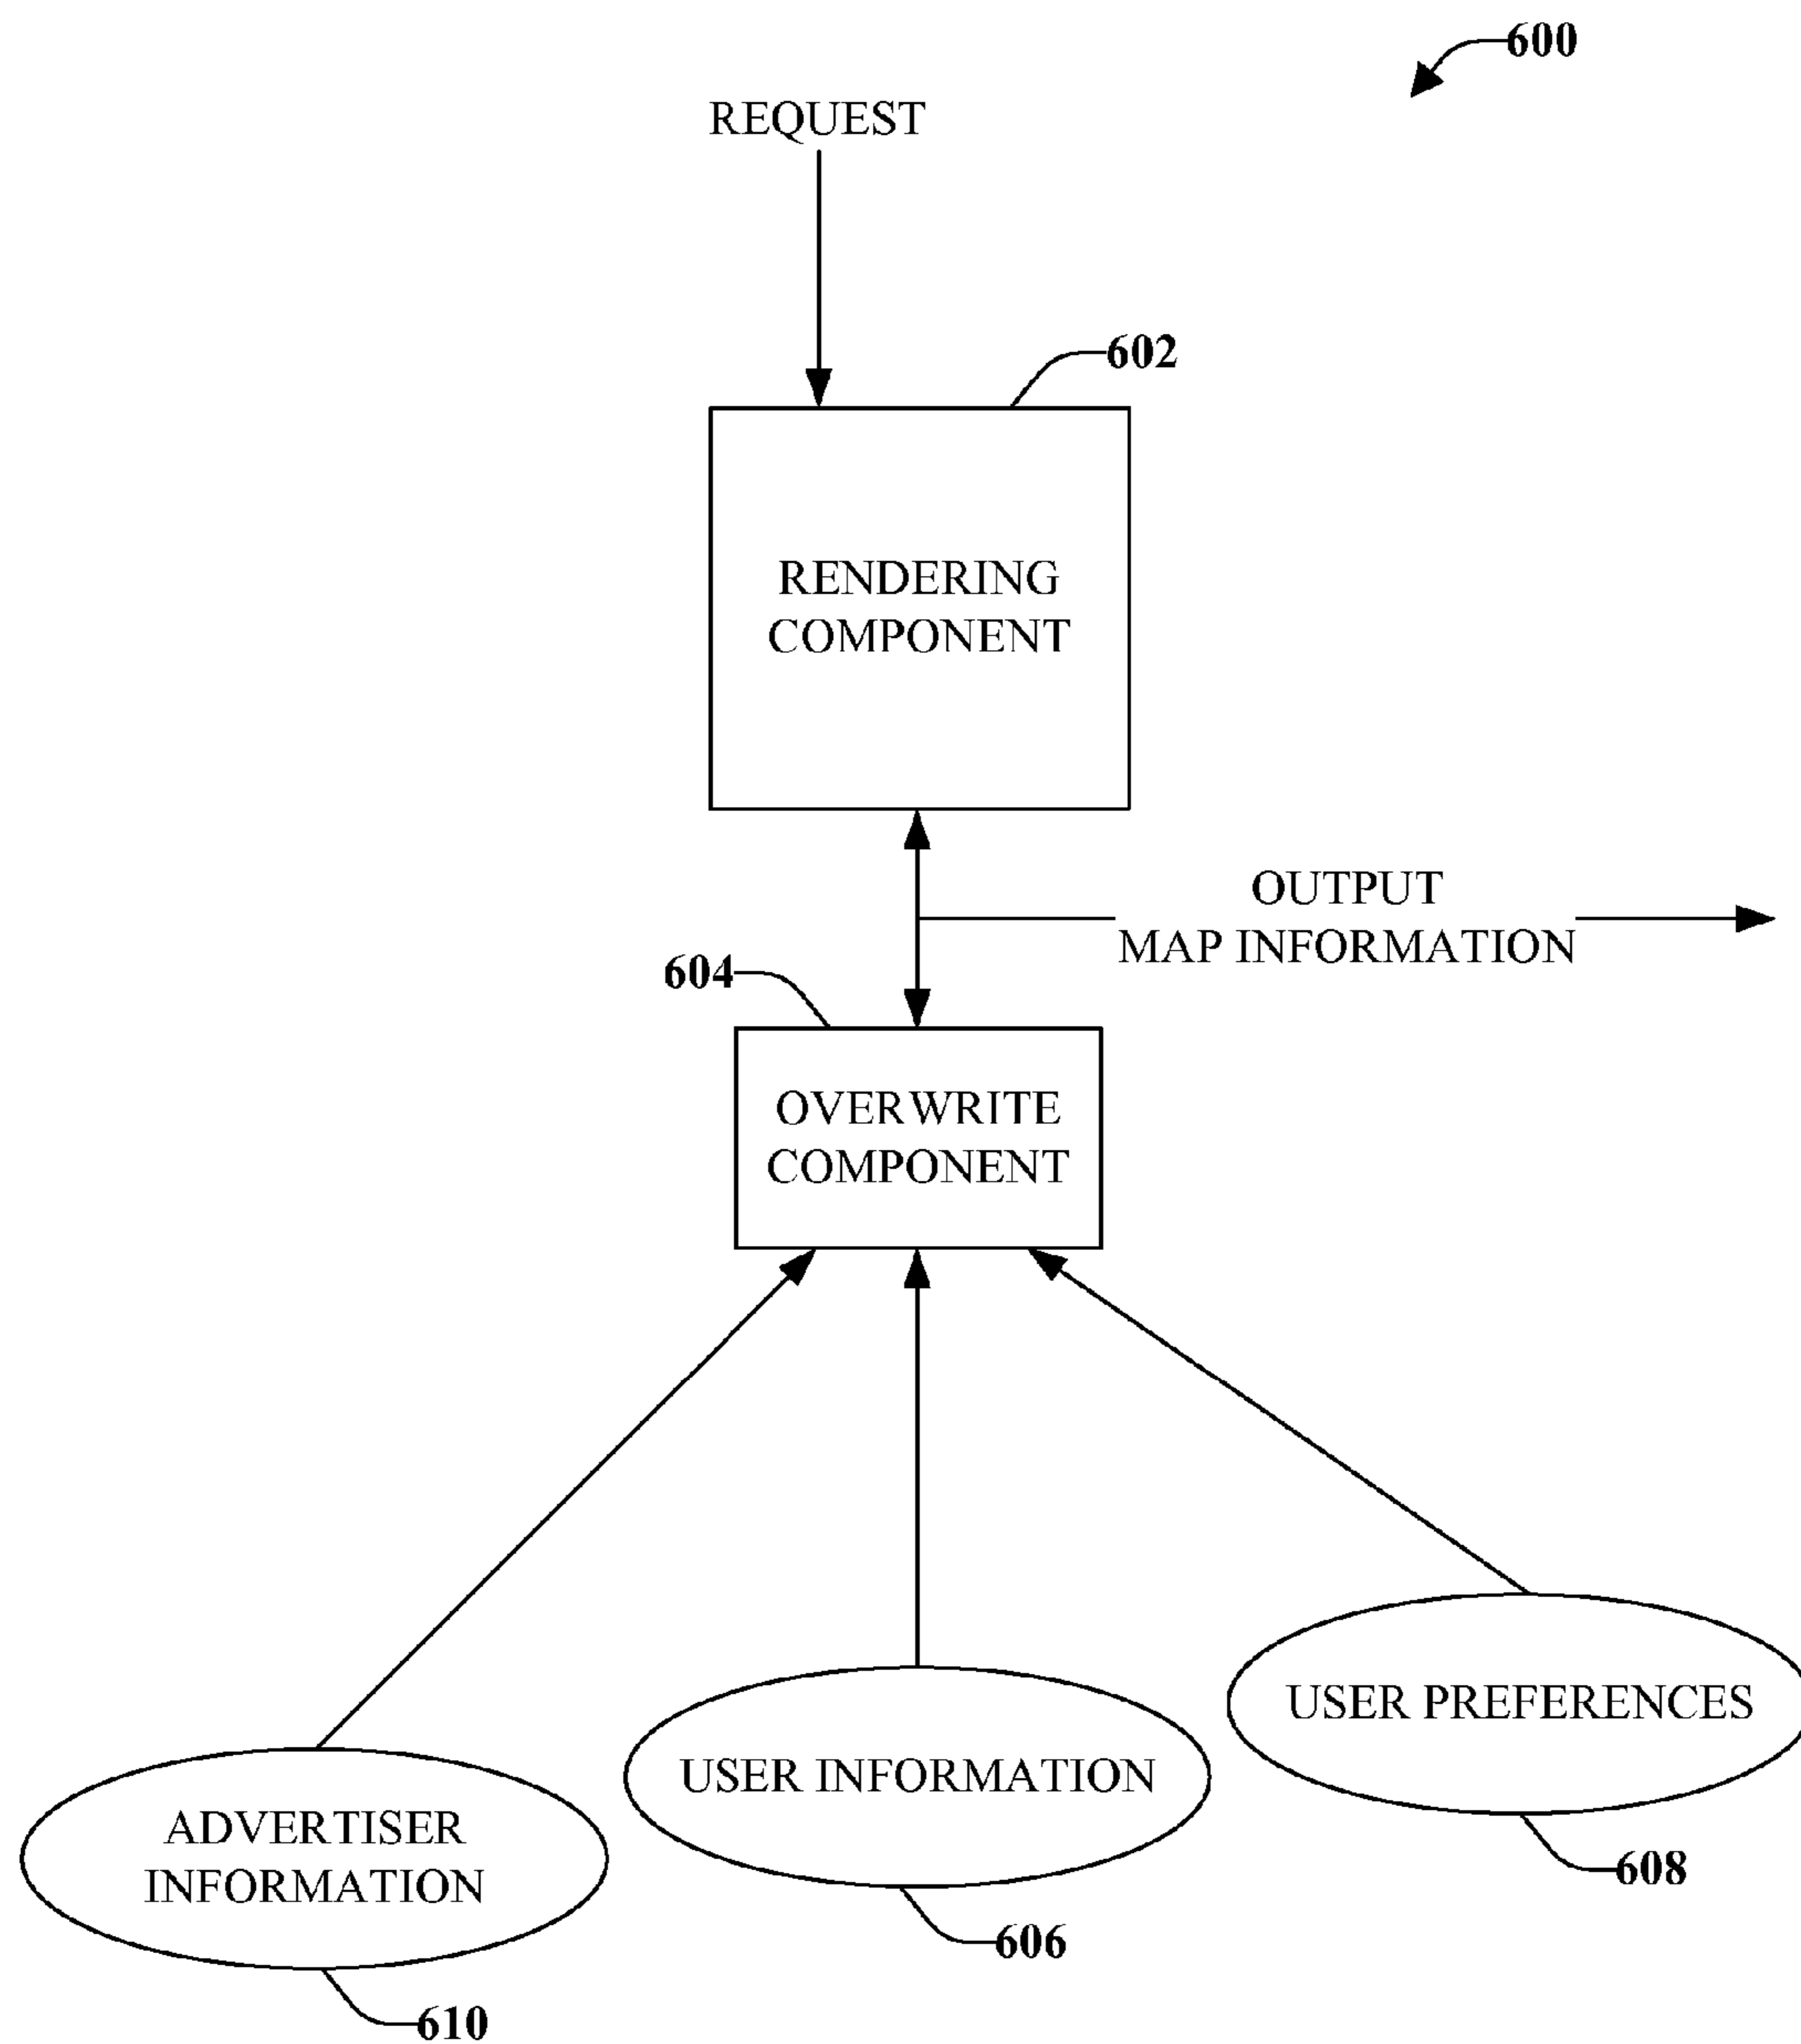 600
REQUEST
602
RENDERING
COMPONENT
OUTPUT
MAP INFORMATION
604
OVERWRITE
COMPONENT
USER PREFERENCES
USER INFORMATION
ADVERTISER
INFORMATION
608
606
610